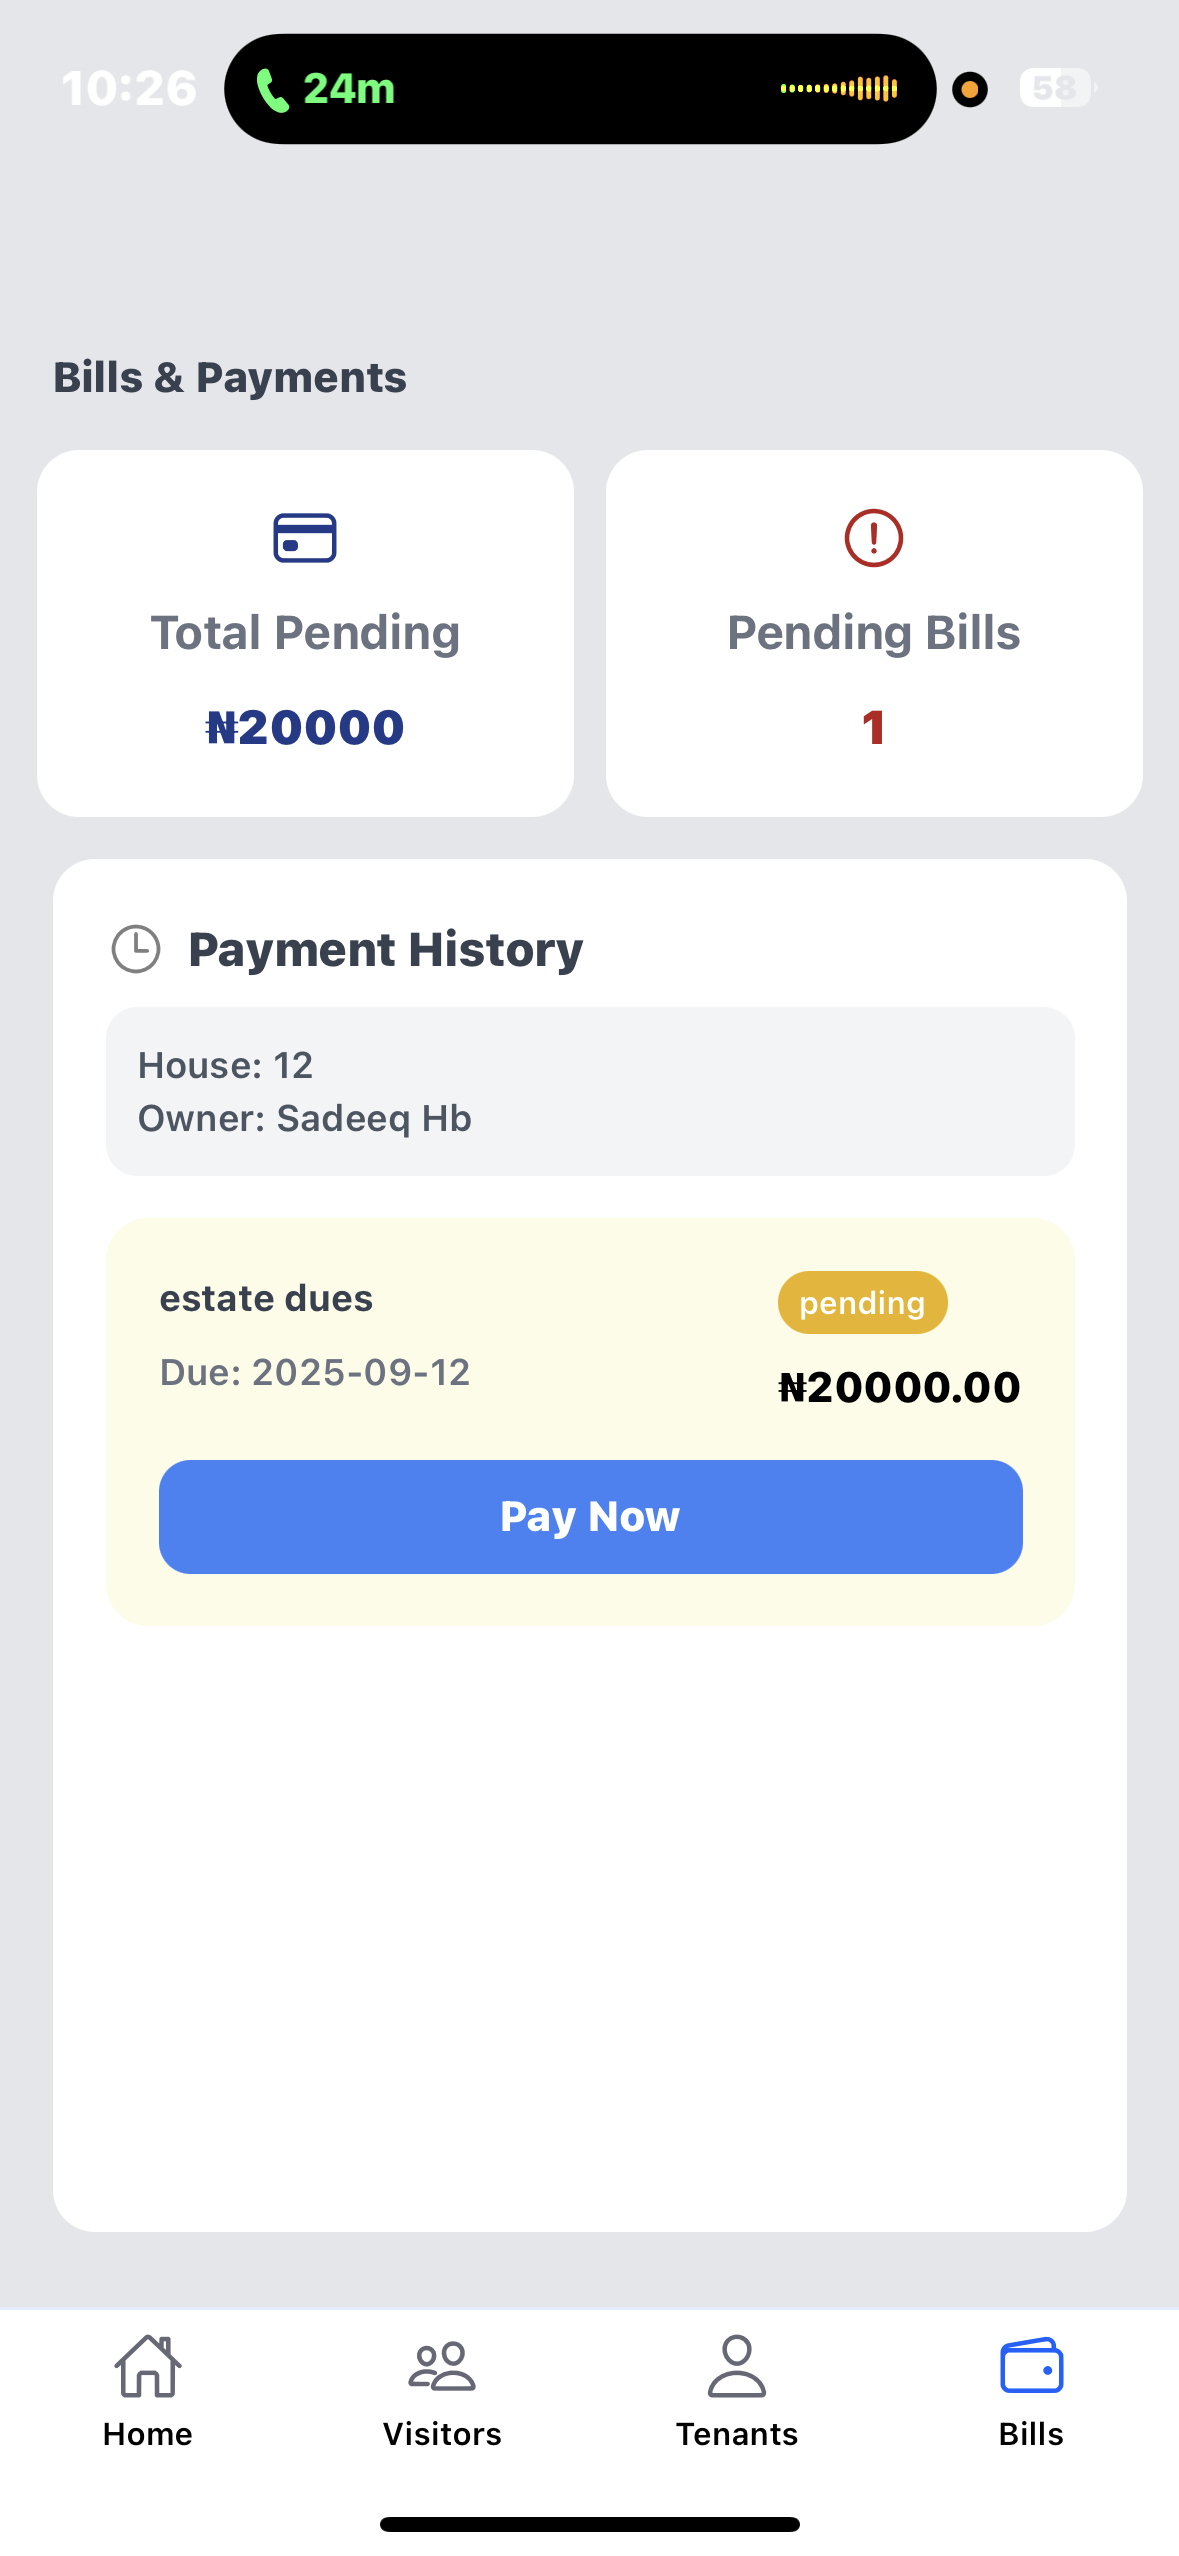 10:26
24m
58
Bills & Payments
Total Pending
₦20000
Pending Bills
1
Payment History
House: 12
Owner: Sadeeq Hb
estate dues
pending
Due: 2025-09-12
₦20000.00
Pay Now
Home
Visitors
Tenants
Bills